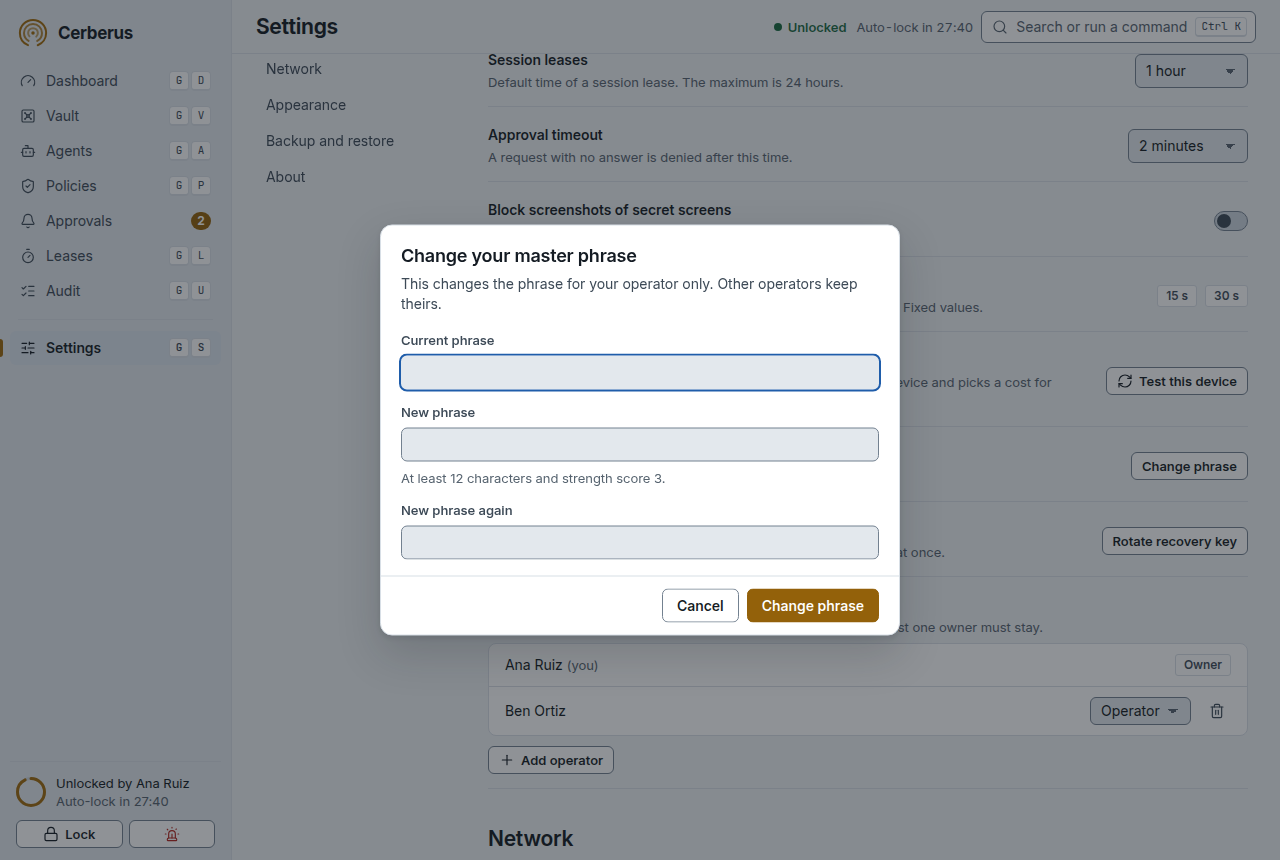 Cerberus
Dashboard G D
Vault G V
Agents G A
Policies G P
Approvals 2
Leases G L
Audit G U
Settings G S
Unlocked by Ana Ruiz
Auto-lock in 27:40
Lock
Settings
Unlocked Auto-lock in 27:40
Search or run a command Ctrl K
Network
Appearance
Backup and restore
About
Session leases
Default time of a session lease. The maximum is 24 hours.
1 hour
Approval timeout
A request with no answer is denied after this time.
2 minutes
Block screenshots of secret screens
Fixed values.
15 s 30 s
and picks a cost for
Test this device
Change phrase
at once.
Rotate recovery key
one owner must stay.
Change your master phrase
This changes the phrase for your operator only. Other operators keep
theirs.
Current phrase
New phrase
At least 12 characters and strength score 3.
New phrase again
Cancel Change phrase
Ana Ruiz (you) Owner
Ben Ortiz Operator
Add operator
Network